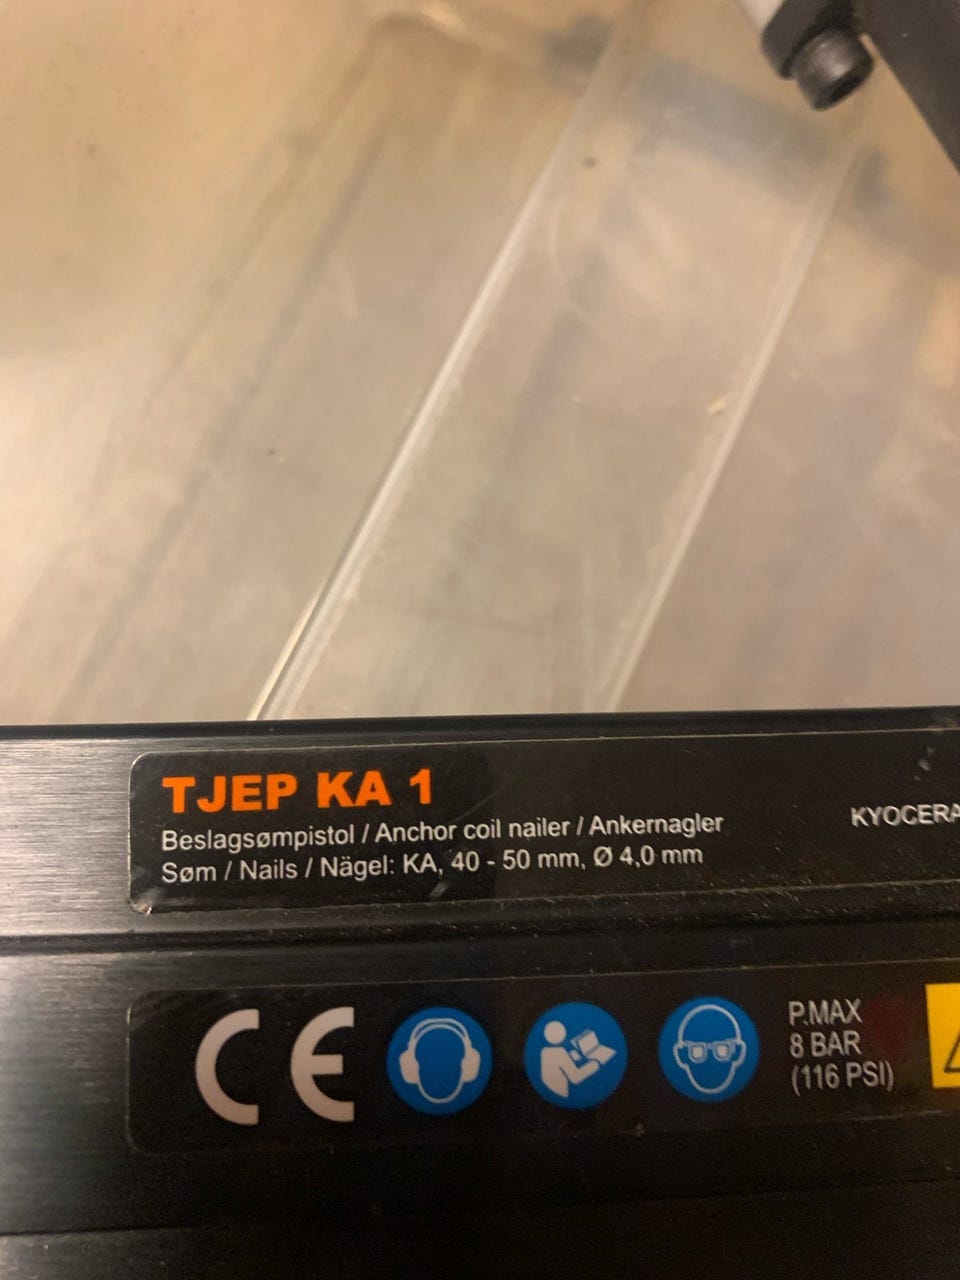 TJEP KA 1
Beslagsømpistol / Anchor coil nailer / Ankernagler
Søm / Nails / Nägel: KA, 40 - 50 mm, Ø 4,0 mm
KYOCERA
CE
P.MAX
8 BAR
(116 PSI)